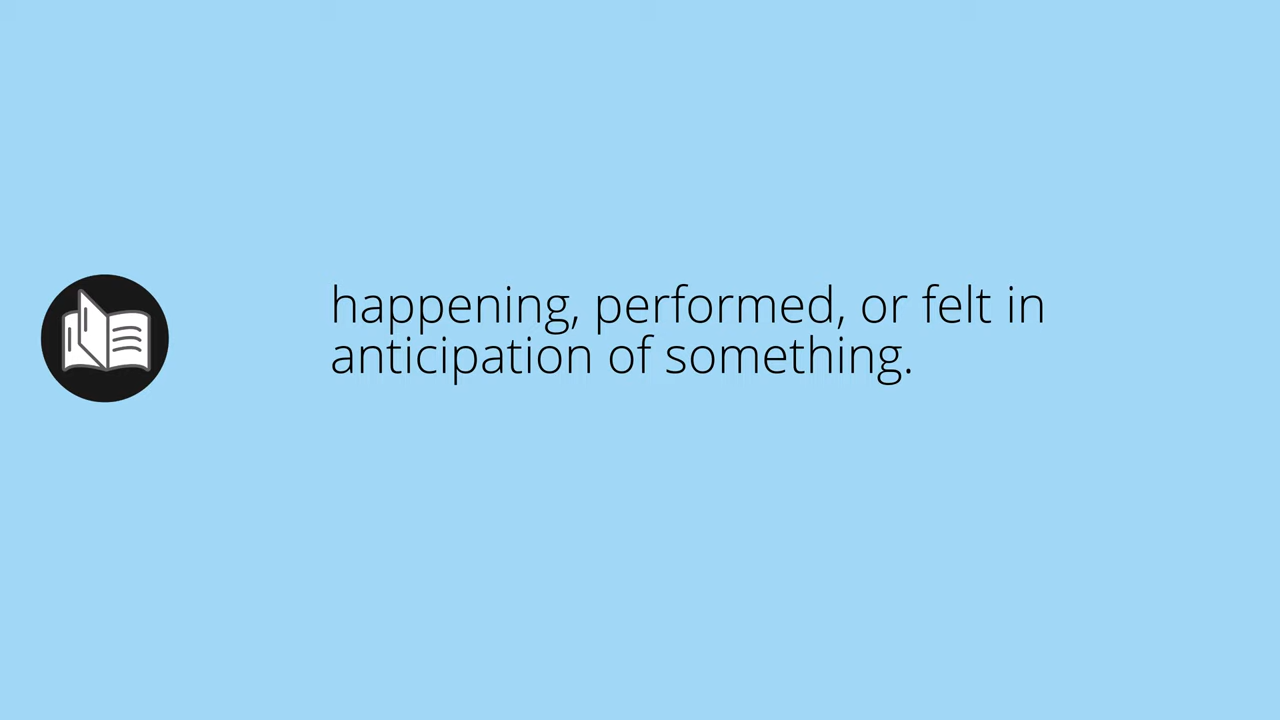 happening, performed, or felt in
anticipation of something.